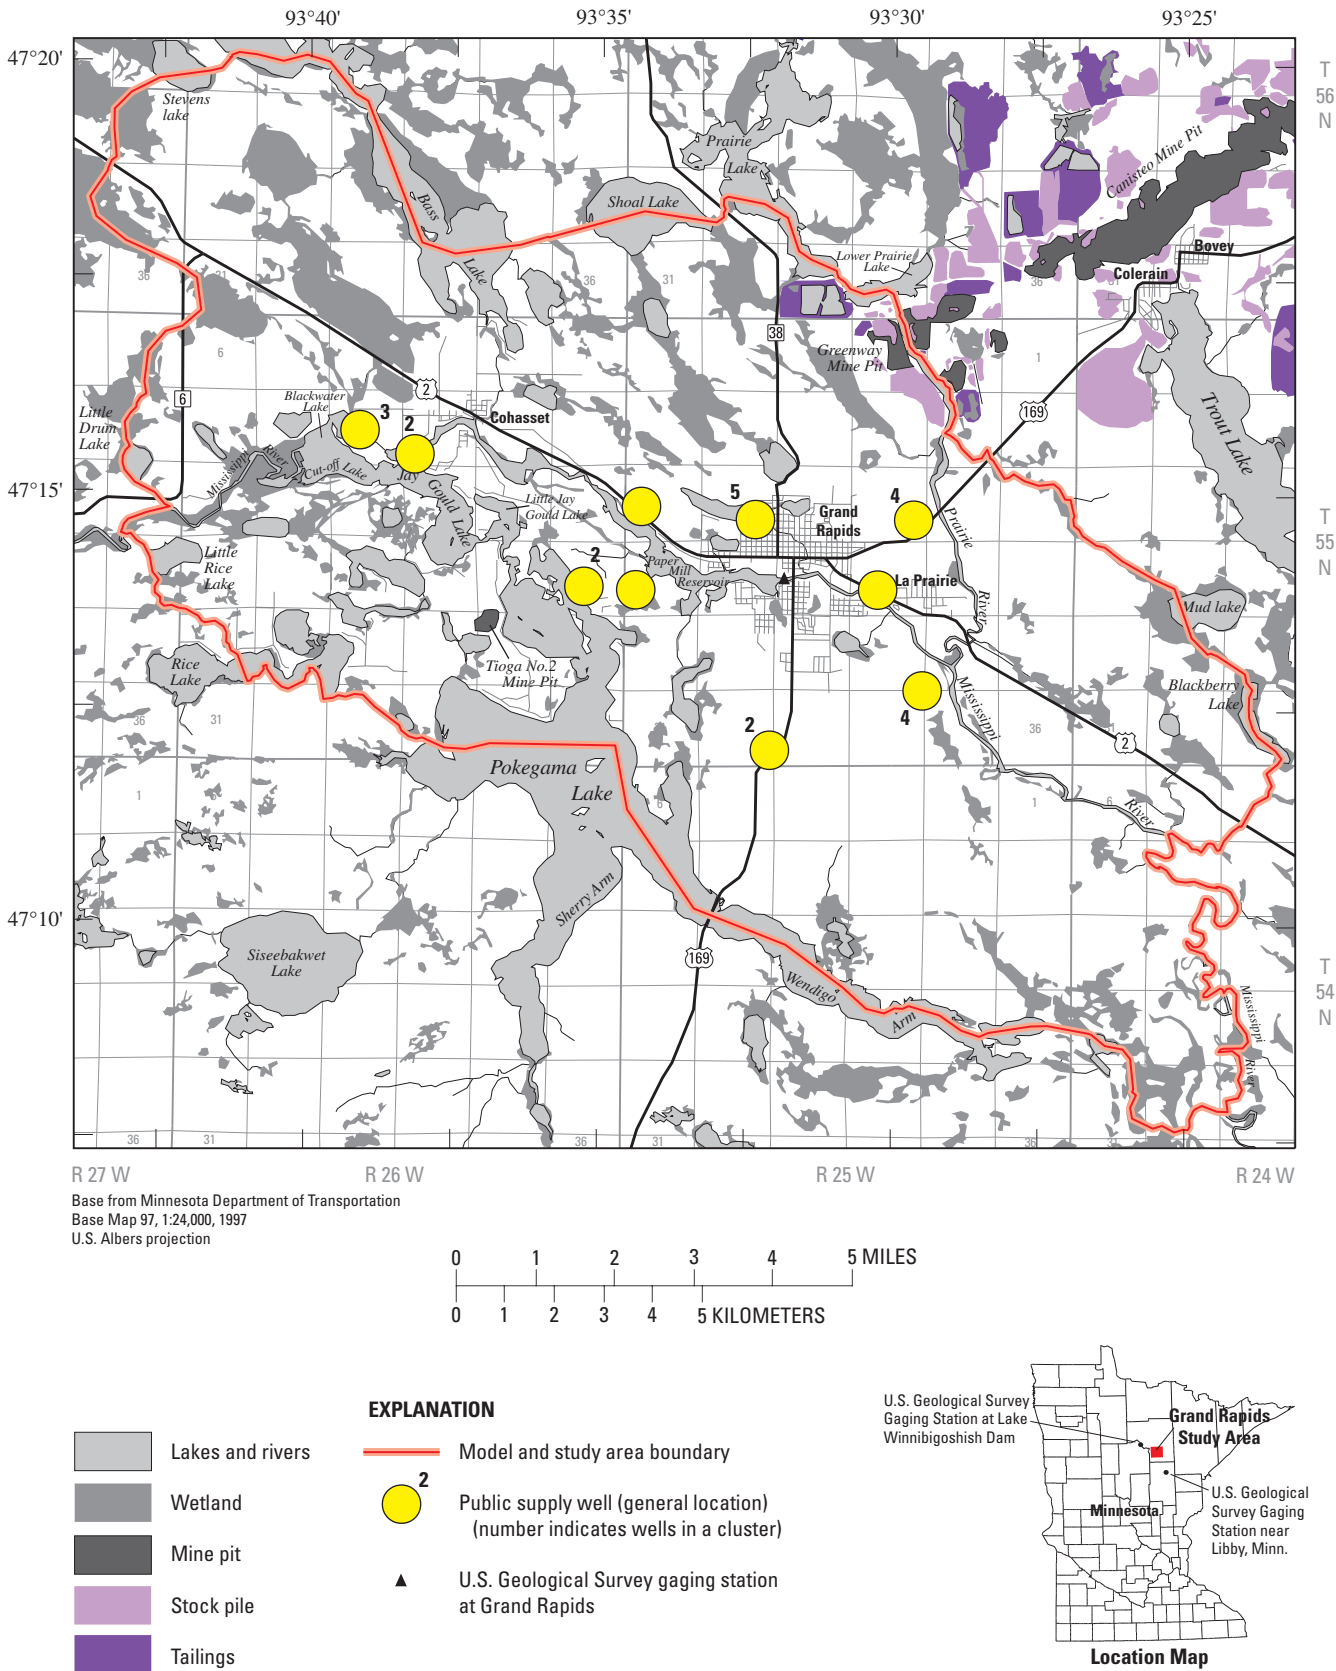 93°40'
93°35'
93°30'
93°25'
47°20'
47°15'
47°10'
T
56
N
T
55
N
T
54
N
Stevens
lake
Bass
Lake
Prairie
Lake
Shoal Lake
Lower Prairie
Lake
Canisteo Mine Pit
Bovey
Colerain
36
31
36
31
36
31
38
6
1
Greenway
Mine Pit
Trout Lake
169
2
6
Blackwater
Lake
3
2
Cohasset
Little
Drum
Lake
Mississippi
River
Cut-off Lake
Jay
Gould Lake
Little Jay
Gould Lake
5
4
Grand
Rapids
Prairie
River
Little
Rice
Lake
2
Paper
Mill
Reservoir
La Prairie
Mud lake
Rice
Lake
Tioga No.2
Mine Pit
Mississippi
River
4
2
Blackberry
Lake
36
31
36
2
Pokegama
Lake
1
6
1
6
Sherry Arm
Siseebakwet
Lake
169
Wendigo
Arm
Mississippi
River
36
31
36
31
36
31
R 27 W
R 26 W
R 25 W
R 24 W
Base from Minnesota Department of Transportation
Base Map 97, 1:24,000, 1997
U.S. Albers projection
0 1 2 3 4 5 MILES
0 1 2 3 4 5 KILOMETERS
EXPLANATION
Lakes and rivers
Wetland
Mine pit
Stock pile
Tailings
Model and study area boundary
2
Public supply well (general location)
(number indicates wells in a cluster)
U.S. Geological Survey gaging station
at Grand Rapids
U.S. Geological Survey
Gaging Station at Lake
Winnibigoshish Dam
Grand Rapids
Study Area
Minnesota
U.S. Geological
Survey Gaging
Station near
Libby, Minn.
Location Map